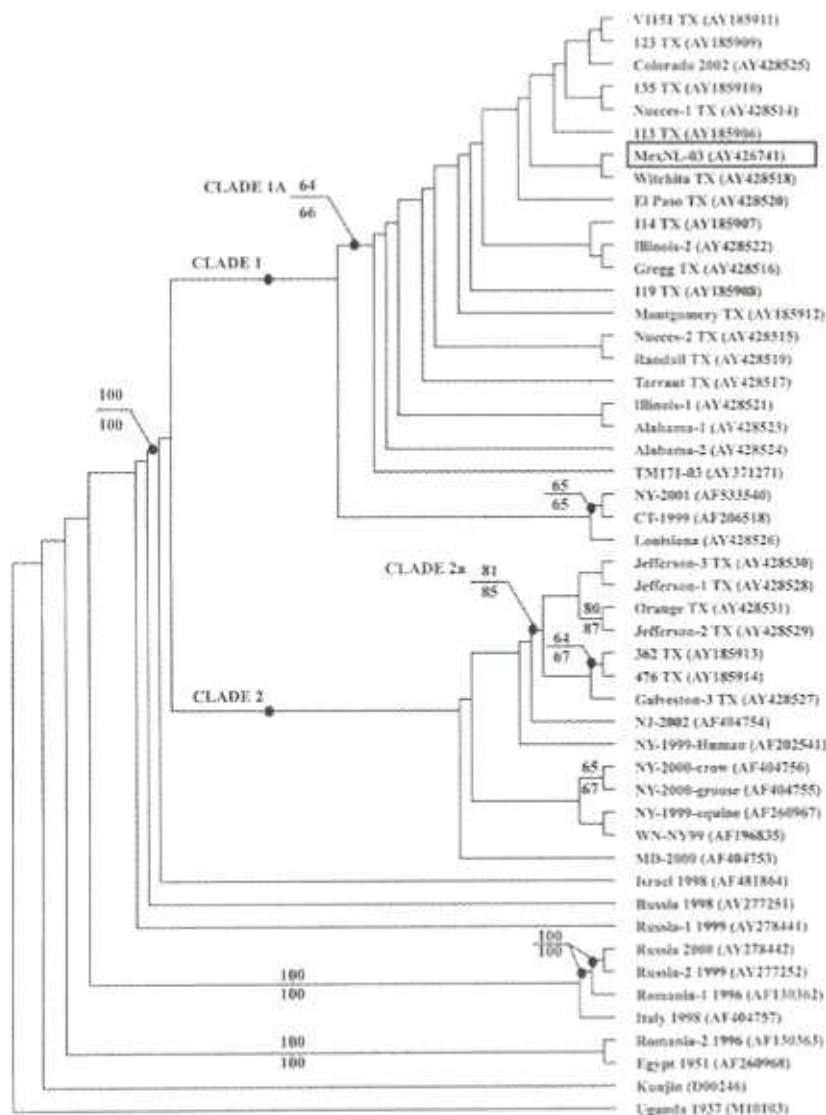 V1151 TX (AY185911)
123 TX (AY185909)
Colorado 2002 (AY428525)
135 TX (AY185910)
Nueces-1 TX (AY428514)
113 TX (AY185906)
MexNL-03 (AY426741)
Witchita TX (AY428518)
CLADE 1A
64
66
El Paso TX (AY428520)
114 TX (AY185907)
Illinois-2 (AY428522)
CLADE 1
Gregg TX (AY428516)
119 TX (AY185908)
Montgomery TX (AY185912)
Nueces-2 TX (AY428515)
Randall TX (AY428519)
Tarrant TX (AY428517)
100
100
Illinois-1 (AY428521)
Alabama-1 (AY428523)
Alabama-2 (AY428524)
TM171-03 (AY371271)
65
65
NY-2001 (AF533540)
CT-1999 (AF206518)
Louisiana (AY428526)
CLADE 2a
81
85
Jefferson-3 TX (AY428530)
Jefferson-1 TX (AY428528)
86
87
Orange TX (AY428531)
Jefferson-2 TX (AY428529)
64
67
362 TX (AY185913)
476 TX (AY185914)
CLADE 2
Galveston-3 TX (AY428527)
NJ-2002 (AF404754)
NY-1999-Human (AF202541)
65
67
NY-2000-crow (AF404756)
NY-2000-grouse (AF404755)
NY-1999-equine (AF260967)
WN-NY99 (AF196835)
MD-2000 (AF404753)
Israel 1998 (AF481864)
Russia 1998 (AY277251)
Russia-1 1999 (AY278441)
100
100
Russia 2000 (AY278442)
Russia-2 1999 (AY277252)
100
100
Romania-1 1996 (AF130362)
Italy 1998 (AF404757)
100
100
Romania-2 1996 (AF130363)
Egypt 1951 (AF260968)
Kunjin (D00246)
Uganda 1937 (M10103)